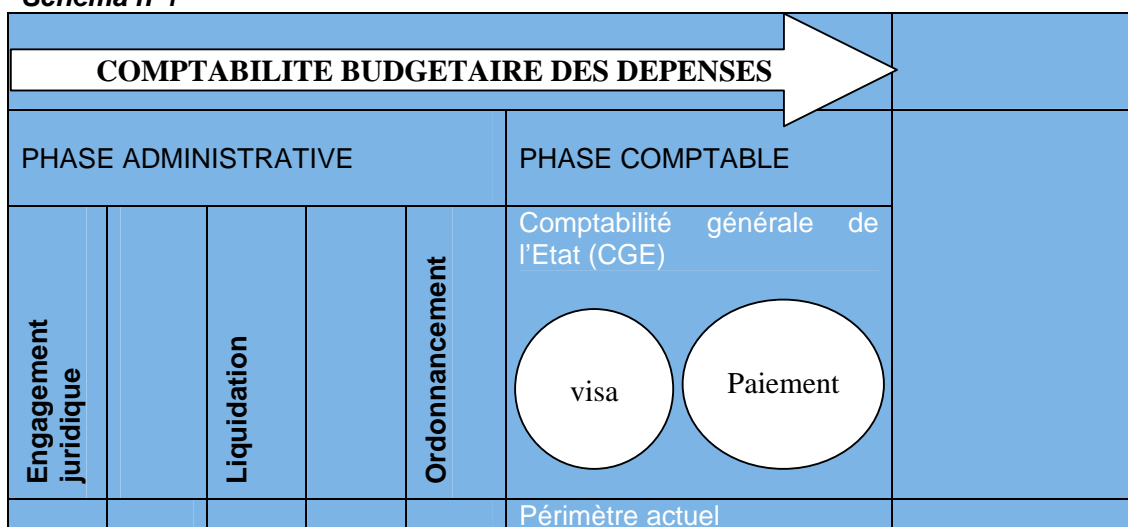 Schéma n°1
COMPTABILITE BUDGETAIRE DES DEPENSES
PHASE ADMINISTRATIVE
PHASE COMPTABLE
Engagement
juridique
Liquidation
Ordonnancement
Comptabilité générale de
l'Etat (CGE)
visa
Paiement
Périmètre actuel